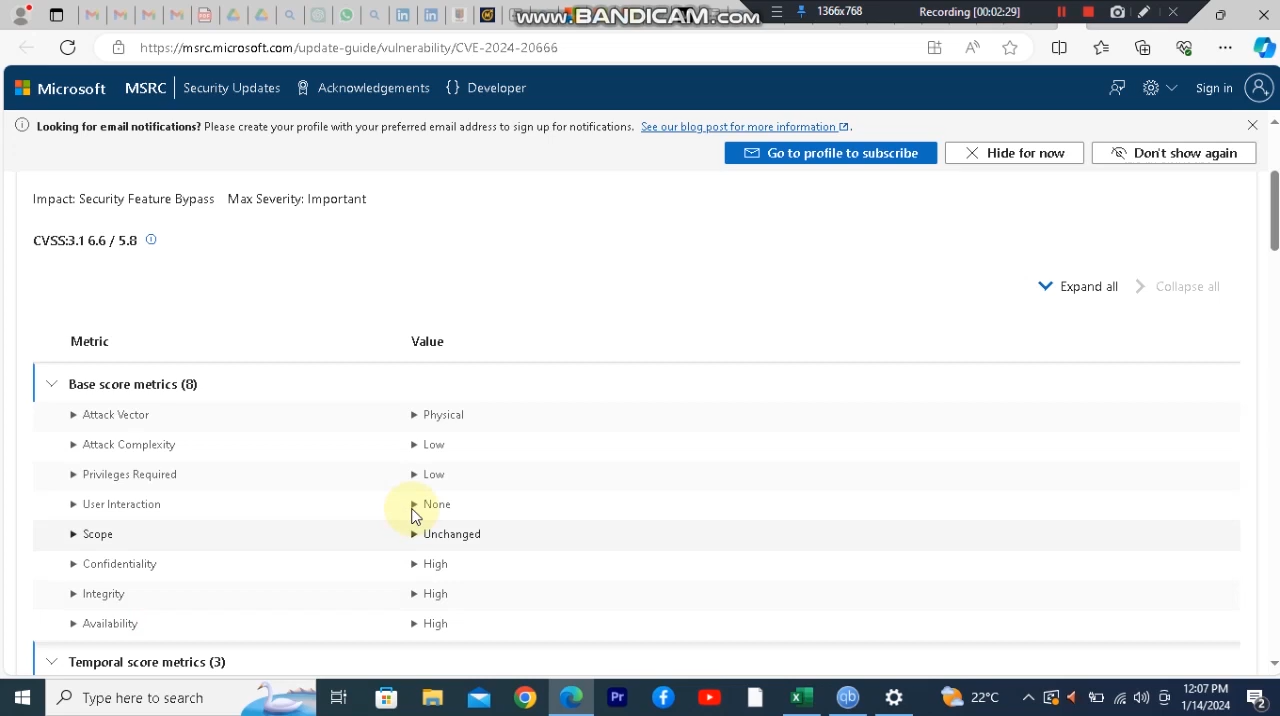 www.BANDICAM.com
1366x768
Recording [00:02:29]
https://msrc.microsoft.com/update-guide/vulnerability/CVE-2024-20666
Microsoft MSRC Security Updates Acknowledgements {} Developer Sign in
Looking for email notifications? Please create your profile with your preferred email address to sign up for notifications. See our blog post for more information.
Go to profile to subscribe Hide for now Don't show again
Impact: Security Feature Bypass Max Severity: Important
CVSS:3.1 6.6 / 5.8
Expand all Collapse all
Metric Value
Base score metrics (8)
Attack Vector Physical
Attack Complexity Low
Privileges Required Low
User Interaction None
Scope Unchanged
Confidentiality High
Integrity High
Availability High
Temporal score metrics (3)
Type here to search Pr qb 22°C 12:07 PM
1/14/2024 2